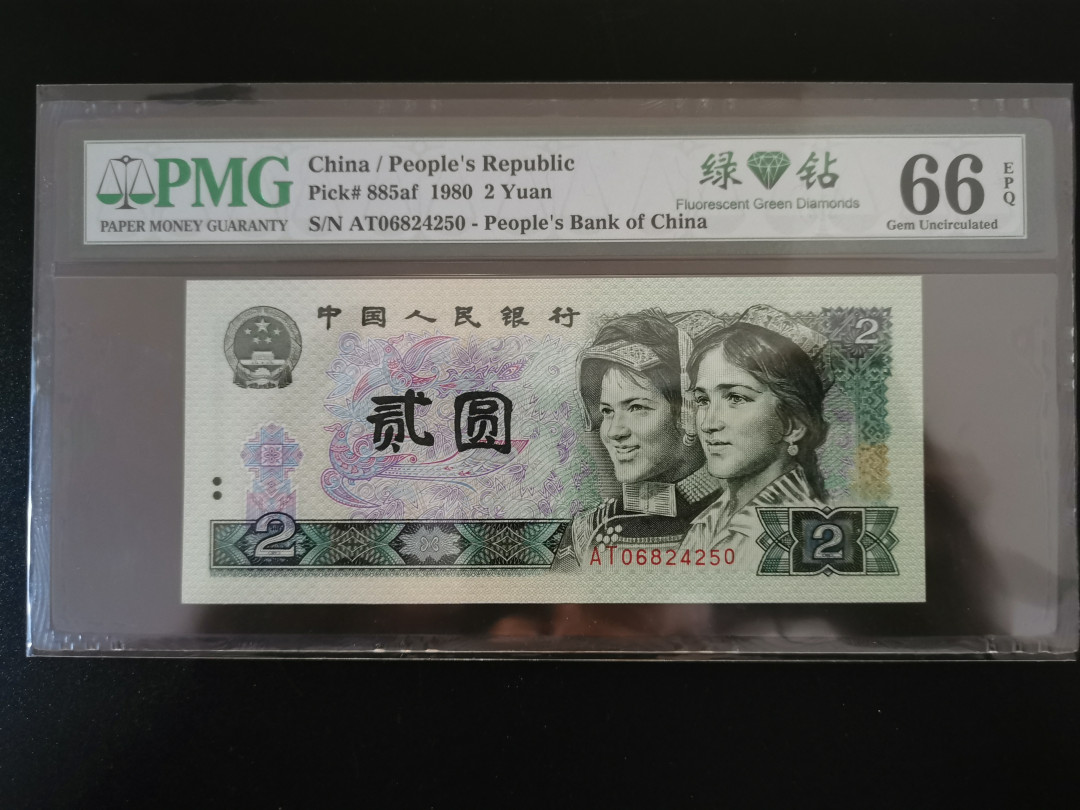 PMG
PAPER MONEY GUARANTY
China / People's Republic
Pick# 885af 1980 2 Yuan
S/N AT06824250 - People's Bank of China
绿 钻
Fluorescent Green Diamonds
66
EPQ
Gem Uncirculated
中国人民银行
2
贰圆
2
AT06824250
2